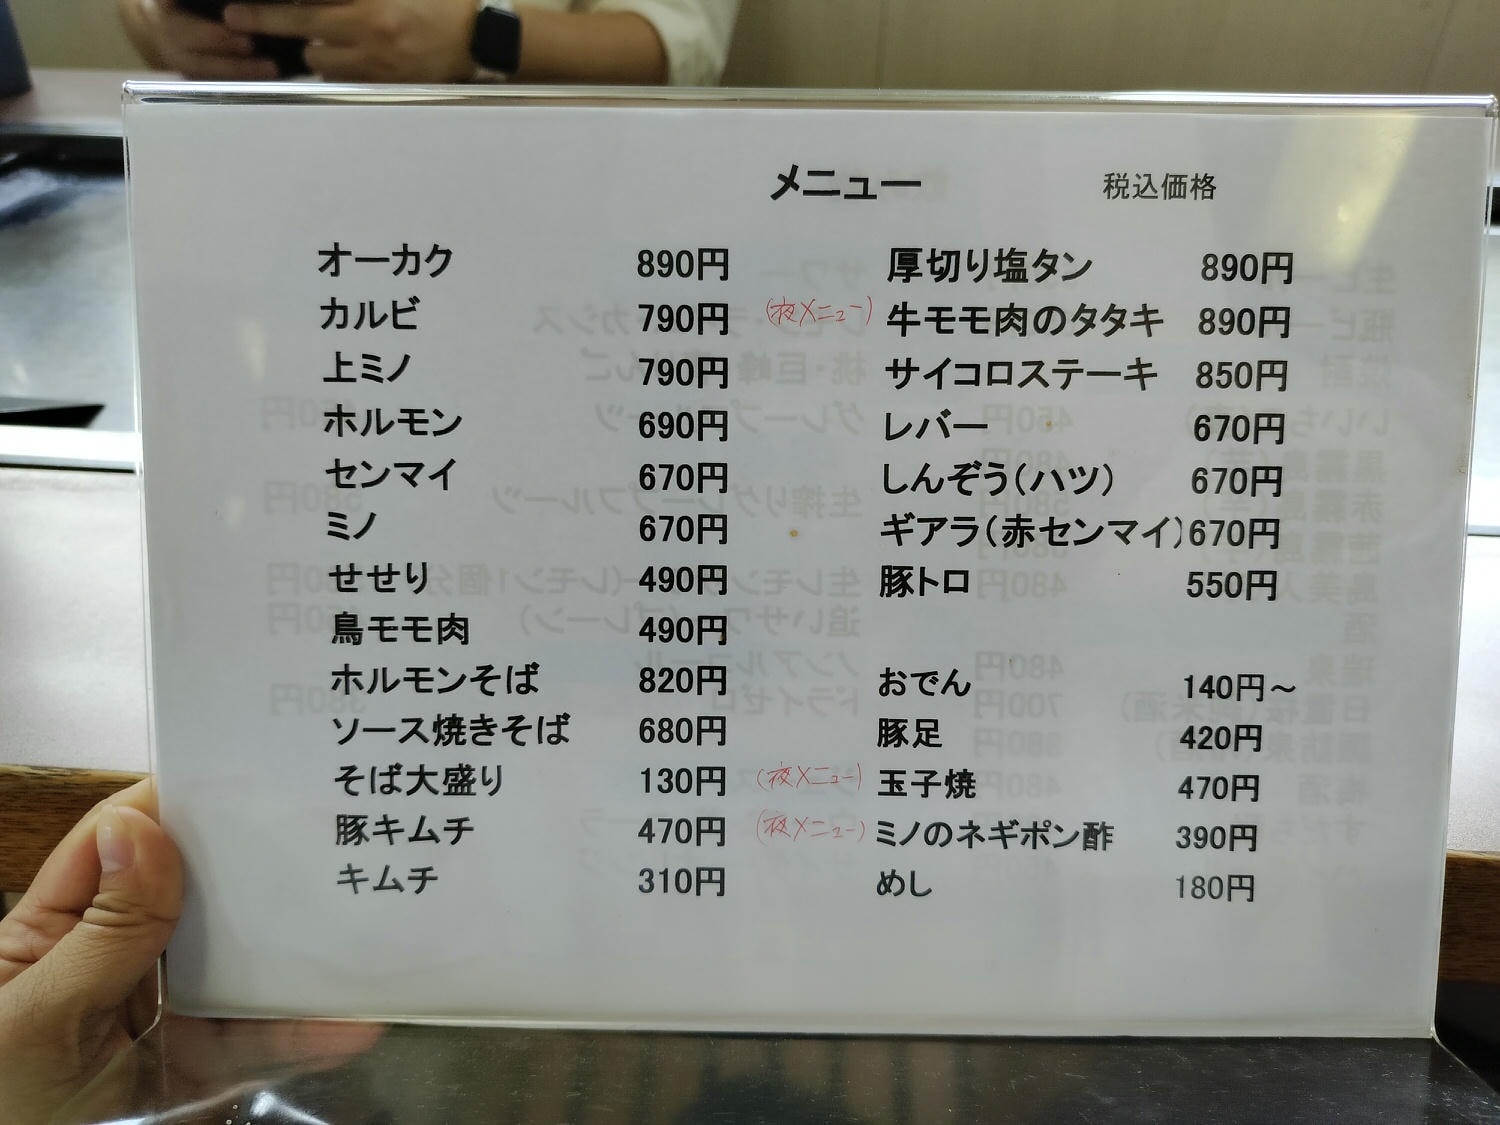 メニュー 税込価格
オーカク 890円
カルビ 790円
上ミノ 790円
ホルモン 690円
センマイ 670円
ミノ 670円
せせり 490円
鳥モモ肉 490円
ホルモンそば 820円
ソース焼きそば 680円
そば大盛り 130円
豚キムチ 470円
キムチ 310円
厚切り塩タン 890円
(夜メニュー) 牛モモ肉のタタキ 890円
サイコロステーキ 850円
レバー 670円
しんぞう(ハツ) 670円
ギアラ(赤センマイ) 670円
豚トロ 550円
おでん 140円~
豚足 420円
(夜メニュー) 玉子焼 470円
(夜メニュー) ミノのネギポン酢 390円
めし 180円